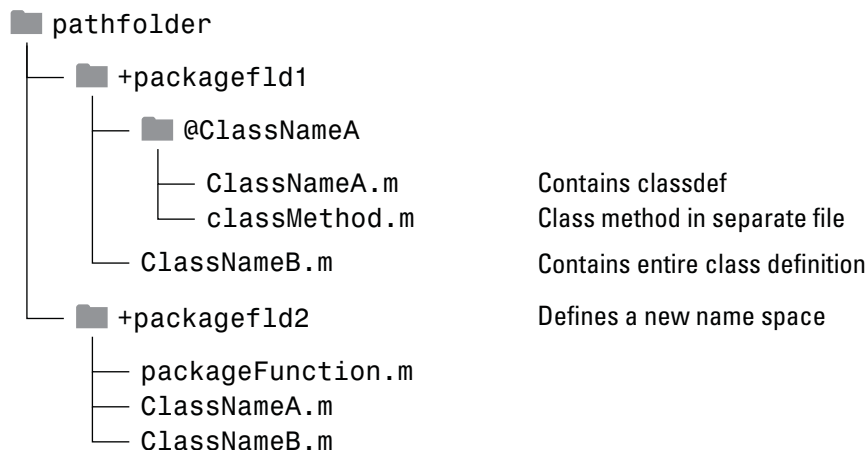 pathfolder
+packagefld1
@ClassNameA
ClassNameA.m Contains classdef
classMethod.m Class method in separate file
ClassNameB.m Contains entire class definition
+packagefld2 Defines a new name space
packageFunction.m
ClassNameA.m
ClassNameB.m